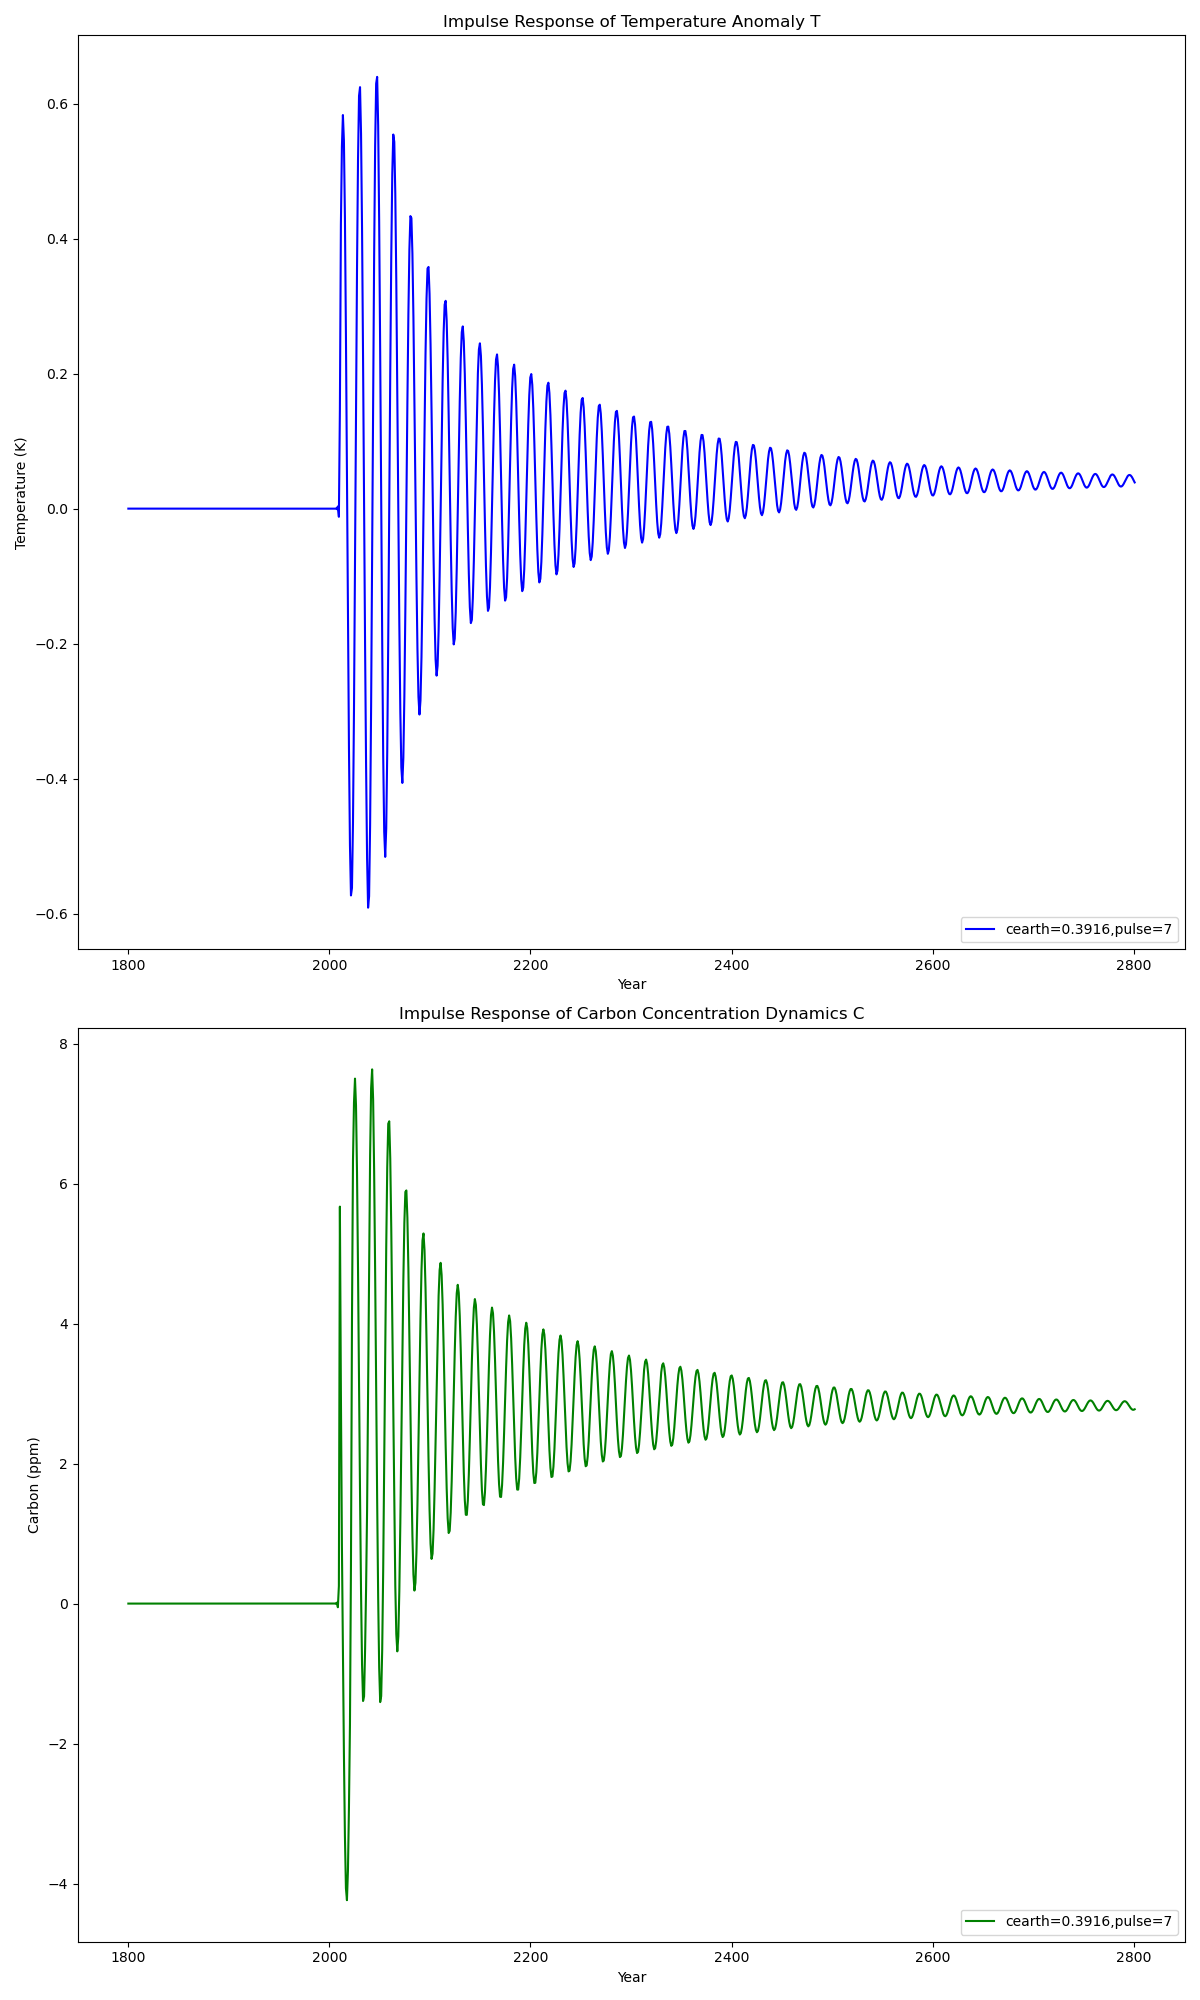 Impulse Response of Temperature Anomaly T
Temperature (K)
0.6
0.4
0.2
0.0
−0.2
−0.4
−0.6
cearth=0.3916,pulse=7
1800 2000 2200 2400 2600 2800
Year
Impulse Response of Carbon Concentration Dynamics C
Carbon (ppm)
8
6
4
2
0
−2
−4
cearth=0.3916,pulse=7
1800 2000 2200 2400 2600 2800
Year